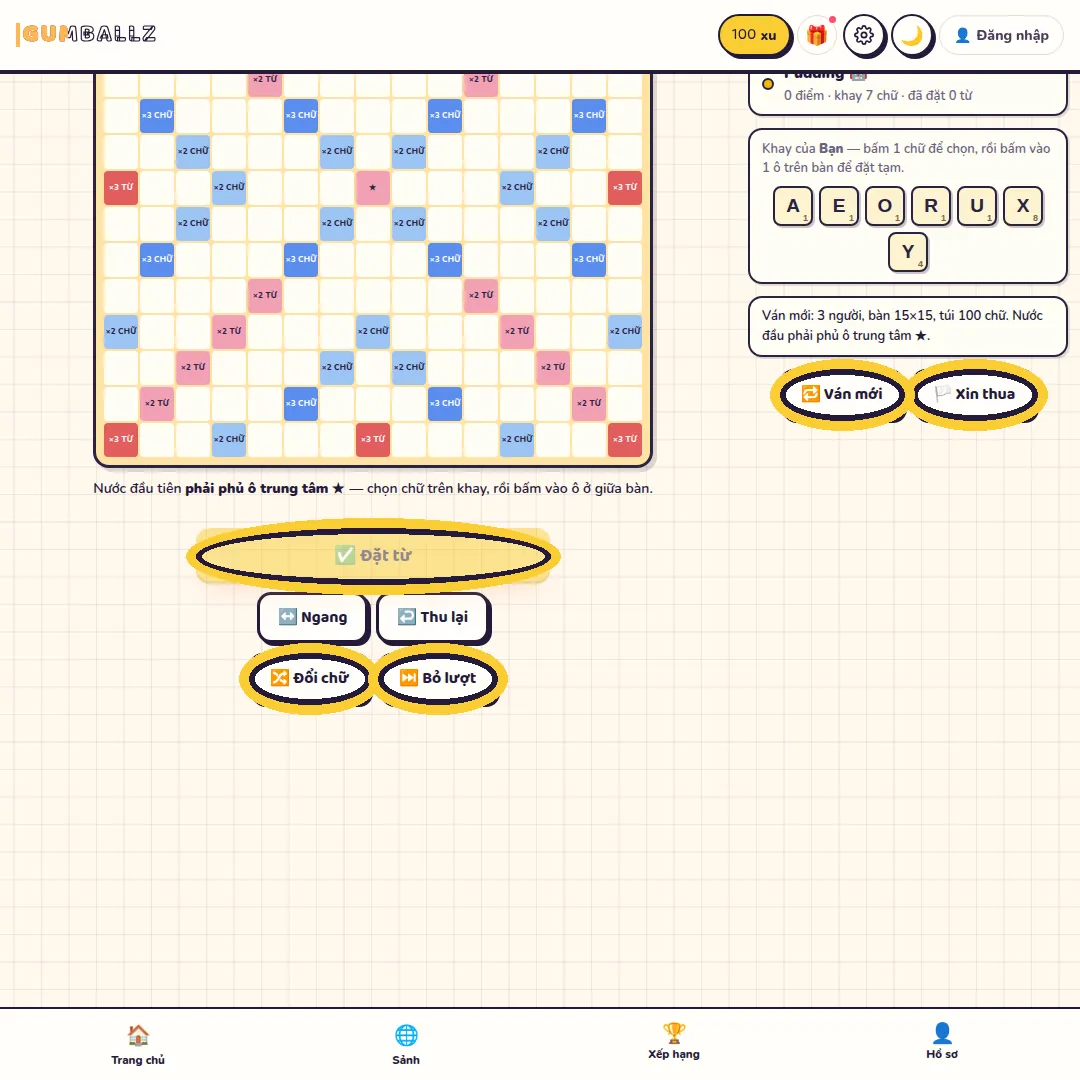 GUMBALLZ
100 xu
Đăng nhập
×2 TỪ ×2 TỪ
×3 CHỮ ×3 CHỮ ×3 CHỮ ×3 CHỮ
×2 CHỮ ×2 CHỮ ×2 CHỮ ×2 CHỮ
×3 TỪ ×2 CHỮ ★ ×2 CHỮ ×3 TỪ
×2 CHỮ ×2 CHỮ ×2 CHỮ ×2 CHỮ
×3 CHỮ ×3 CHỮ ×3 CHỮ ×3 CHỮ
×2 TỪ ×2 TỪ
×2 CHỮ ×2 TỪ ×2 CHỮ ×2 TỪ ×2 CHỮ
×2 TỪ ×2 CHỮ ×2 CHỮ ×2 TỪ
×2 TỪ ×3 CHỮ ×3 CHỮ ×2 TỪ
×3 TỪ ×2 CHỮ ×3 TỪ ×2 CHỮ ×3 TỪ
Nước đầu tiên phải phủ ô trung tâm ★ — chọn chữ trên khay, rồi bấm vào ô ở giữa bàn.
✅ Đặt từ
↔️ Ngang
↩️ Thu lại
🔀 Đổi chữ
⏭️ Bỏ lượt
Pudding 🤖
0 điểm · khay 7 chữ · đã đặt 0 từ
Khay của Bạn — bấm 1 chữ để chọn, rồi bấm vào
1 ô trên bàn để đặt tạm.
A1 E1 O1 R1 U1 X8
Y4
Ván mới: 3 người, bàn 15×15, túi 100 chữ. Nước
đầu phải phủ ô trung tâm ★.
🔁 Ván mới
🏳️ Xin thua
Trang chủ
Sảnh
Xếp hạng
Hồ sơ